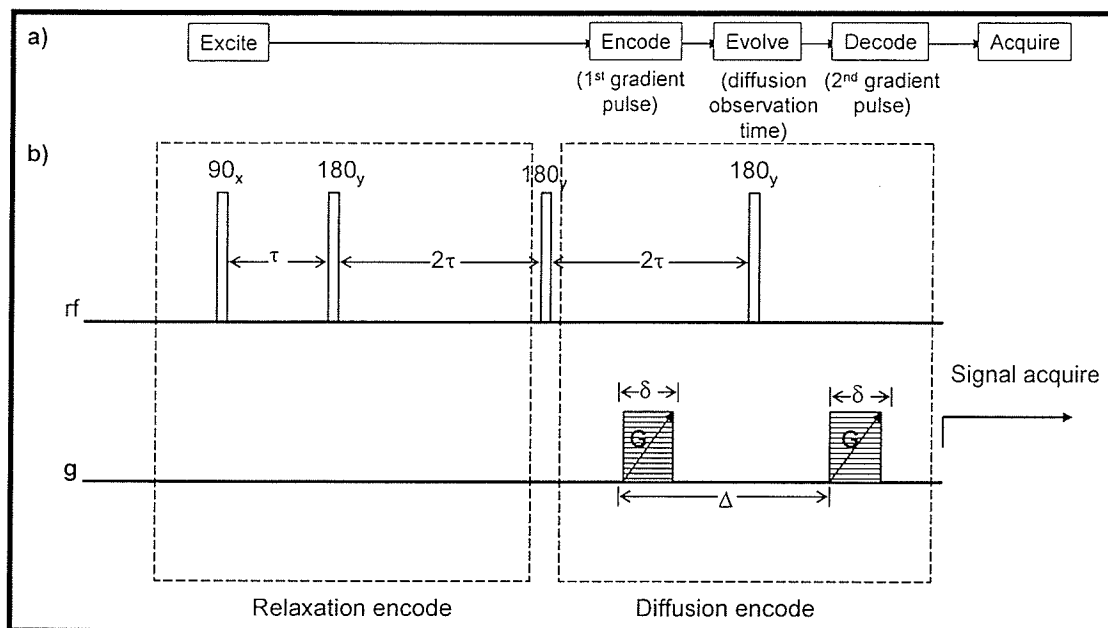 a)
Excite
Encode
Evolve
Decode
Acquire
(1st gradient pulse)
(diffusion observation time)
(2nd gradient pulse)
b)
90x
180y
180y
180y
τ
2τ
2τ
rf
Signal acquire
δ
δ
G
G
g
Δ
Relaxation encode
Diffusion encode